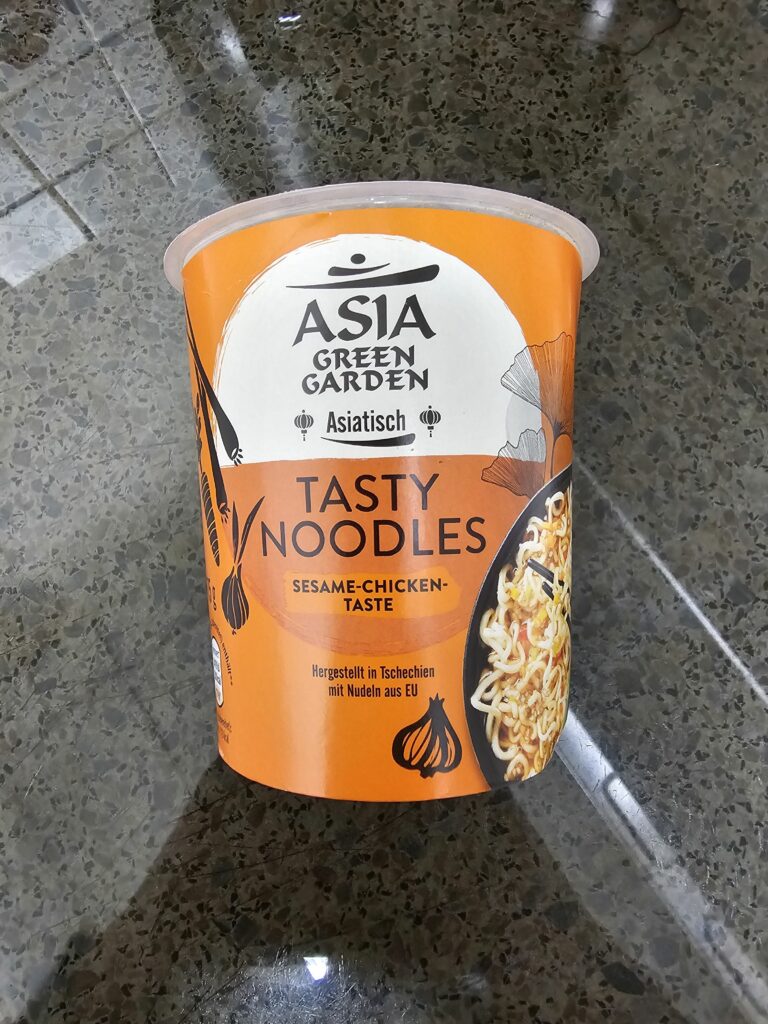 ASIA
GREEN
GARDEN
Asiatisch
TASTY
NOODLES
SESAME-CHICKEN-
TASTE
Hergestellt in Tschechien
mit Nudeln aus EU